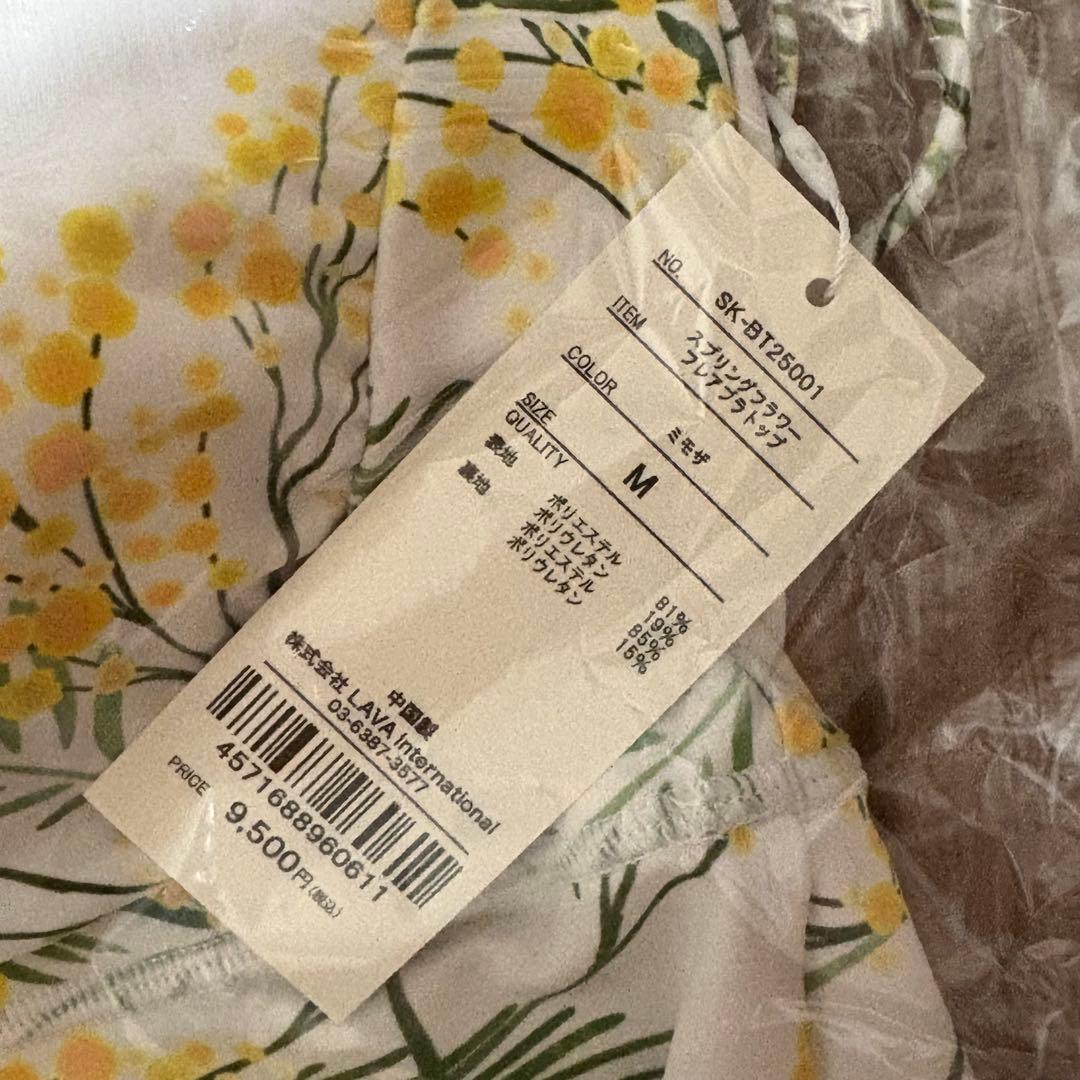 NO. SK-BT25001
ITEM スプリングフラワー
フレアブラトップ
COLOR ミモザ
SIZE M
QUALITY
表地 ポリエステル 81%
ポリウレタン 19%
裏地 ポリエステル 85%
ポリウレタン 15%
中国製
株式会社 LAVA International
03-6387-3577
4571688960611
PRICE 9,500円(税込)